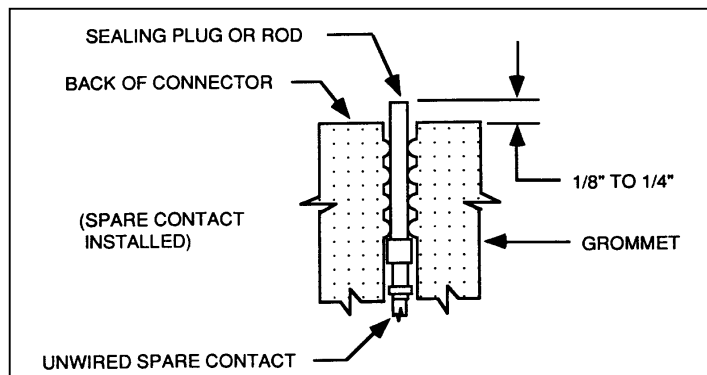 SEALING PLUG OR ROD
BACK OF CONNECTOR
1/8" TO 1/4"
(SPARE CONTACT
INSTALLED)
GROMMET
UNWIRED SPARE CONTACT